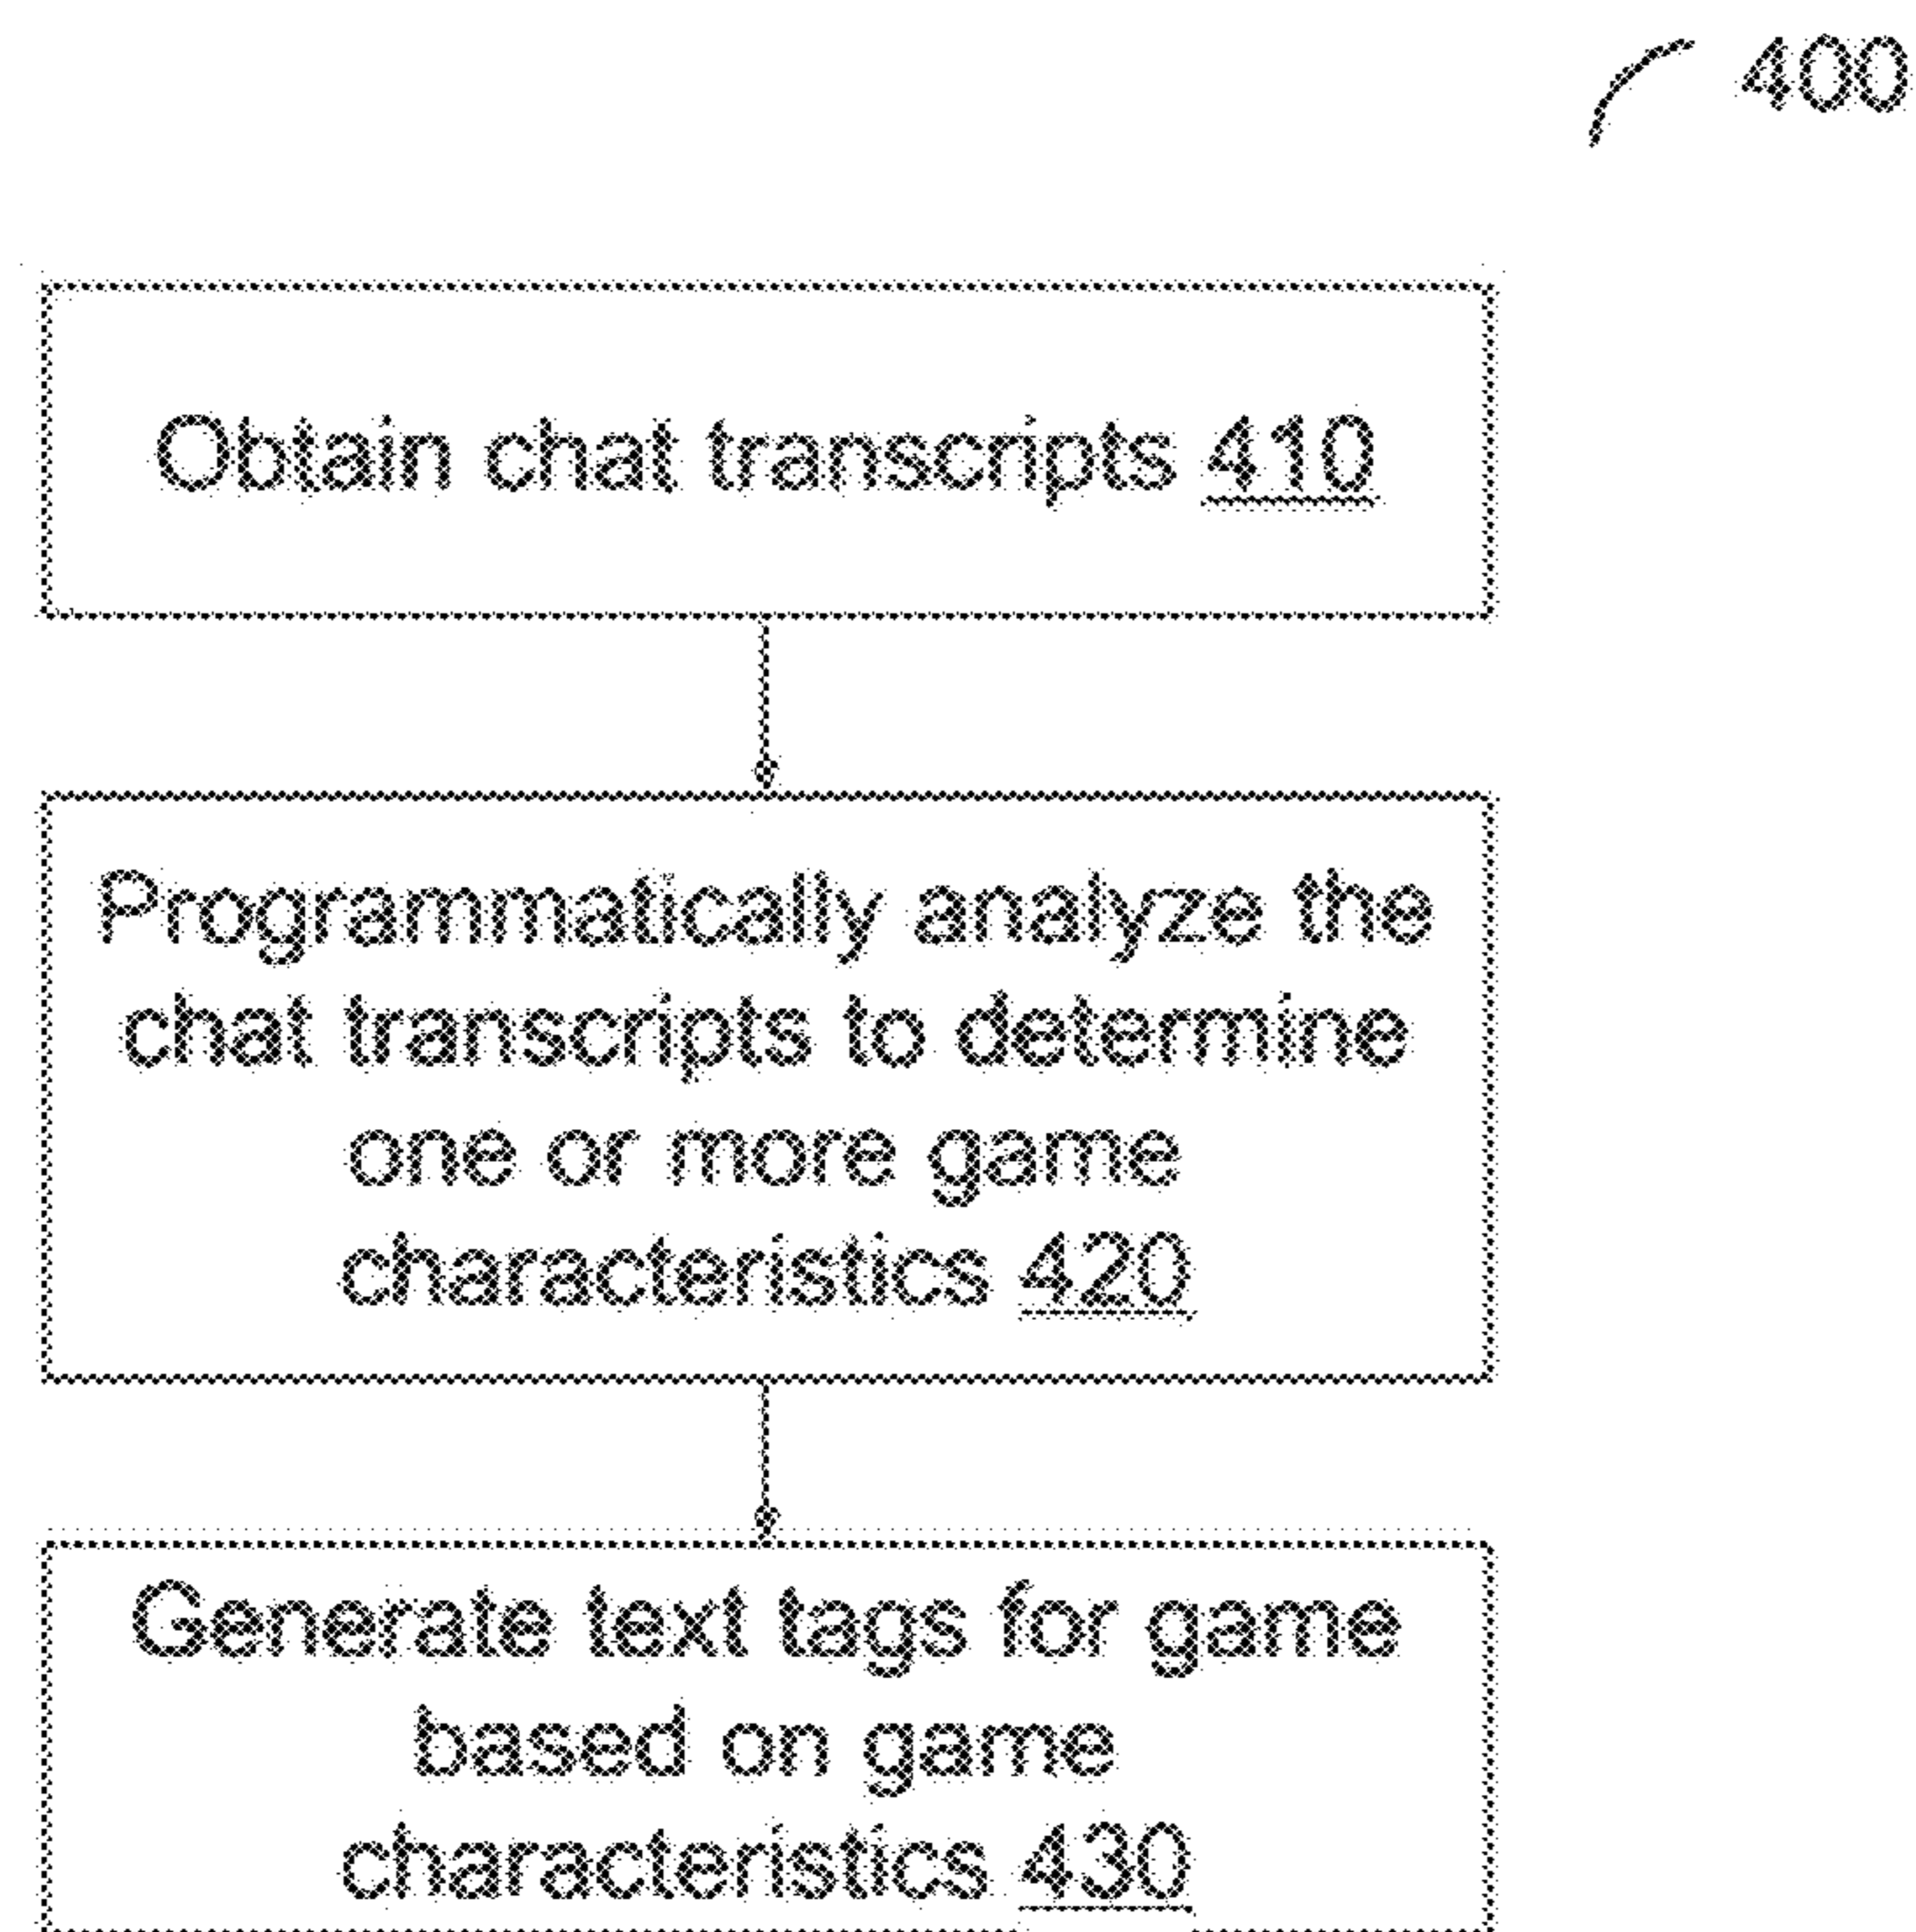 400
Obtain chat transcripts 410
Programmatically analyze the
chat transcripts to determine
one or more game
characteristics 420
Generate text tags for game
based on game
characteristics 430